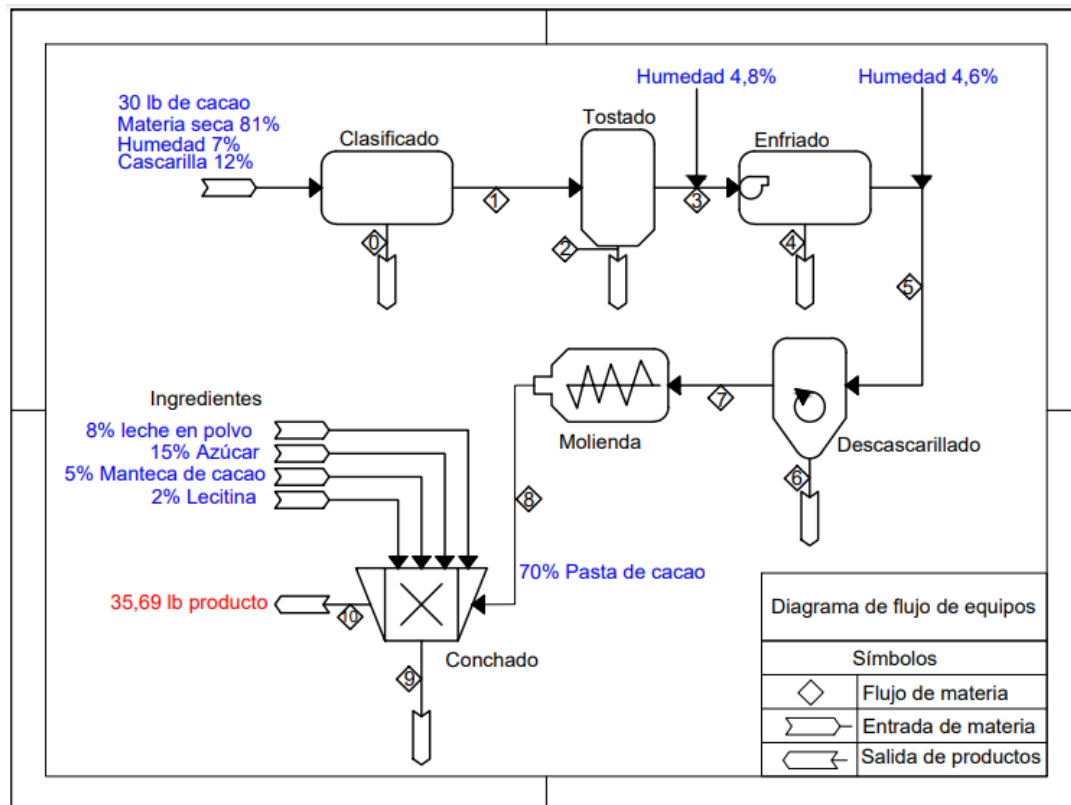 30 lb de cacao
Materia seca 81%
Humedad 7%
Cascarilla 12%
Clasificado
0
1
Tostado
2
Humedad 4,8%
3
Enfriado
4
Humedad 4,6%
5
Descascarillado
6
7
Molienda
8
Ingredientes
8% leche en polvo
15% Azúcar
5% Manteca de cacao
2% Lecitina
70% Pasta de cacao
35,69 lb producto
10
Conchado
9
Diagrama de flujo de equipos
Símbolos
Flujo de materia
Entrada de materia
Salida de productos